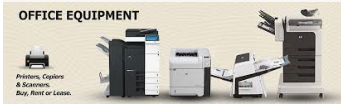 OFFICE EQUIPMENT
Printers, Copiers
& Scanners.
Buy, Rent or Lease.